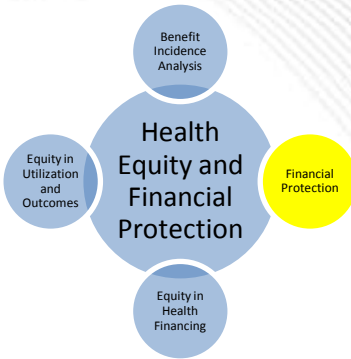 Benefit
Incidence
Analysis
Health
Equity and
Financial
Protection
Equity in
Utilization
and
Outcomes
Financial
Protection
Equity in
Health
Financing